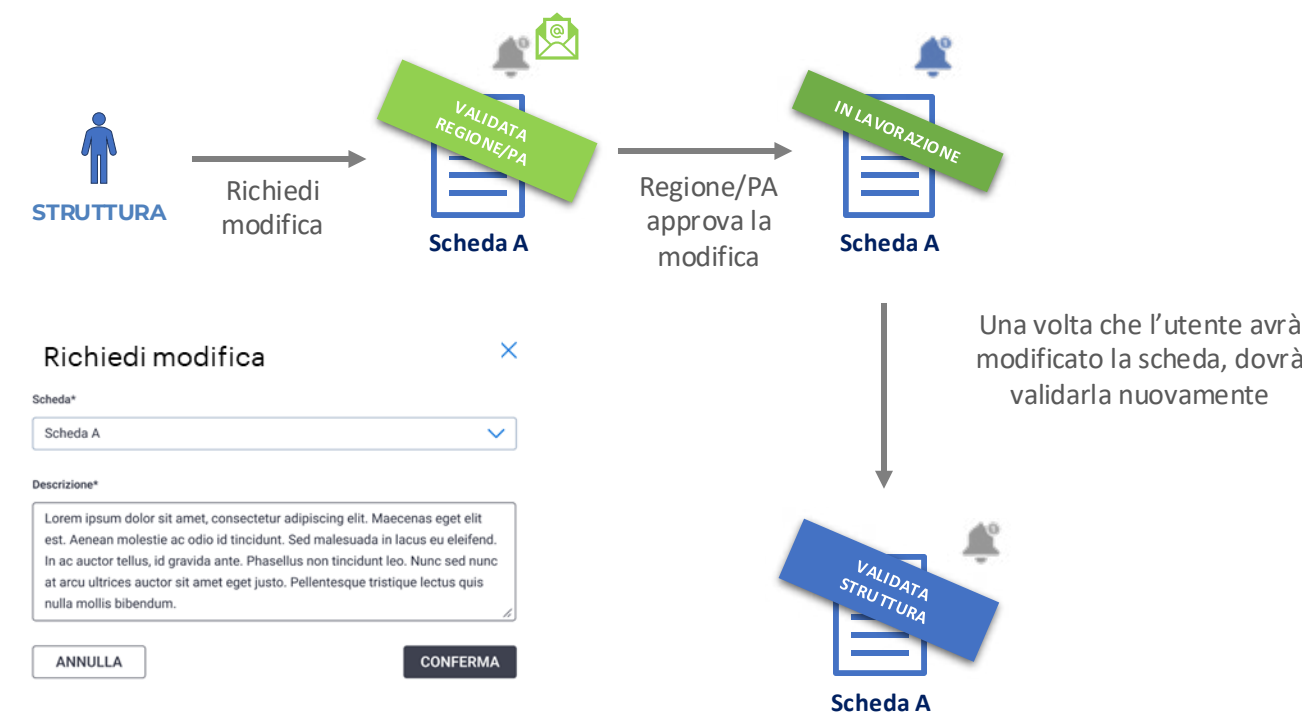 STRUTTURA
Richiedi
modifica
VALIDATA
REGIONE/PA
Scheda A
Regione/PA
approva la
modifica
IN LAVORAZIONE
Scheda A
Una volta che l’utente avrà
modificato la scheda, dovrà
validarla nuovamente
Richiedi modifica
Scheda*
Scheda A
Descrizione*
Lorem ipsum dolor sit amet, consectetur adipiscing elit. Maecenas eget elit
est. Aenean molestie ac odio id tincidunt. Sed malesuada in lacus eu eleifend.
In ac auctor tellus, id gravida ante. Phasellus non tincidunt leo. Nunc sed nunc
at arcu ultrices auctor sit amet eget justo. Pellentesque tristique lectus quis
nulla mollis bibendum.
ANNULLA
CONFERMA
VALIDATA
STRUTTURA
Scheda A